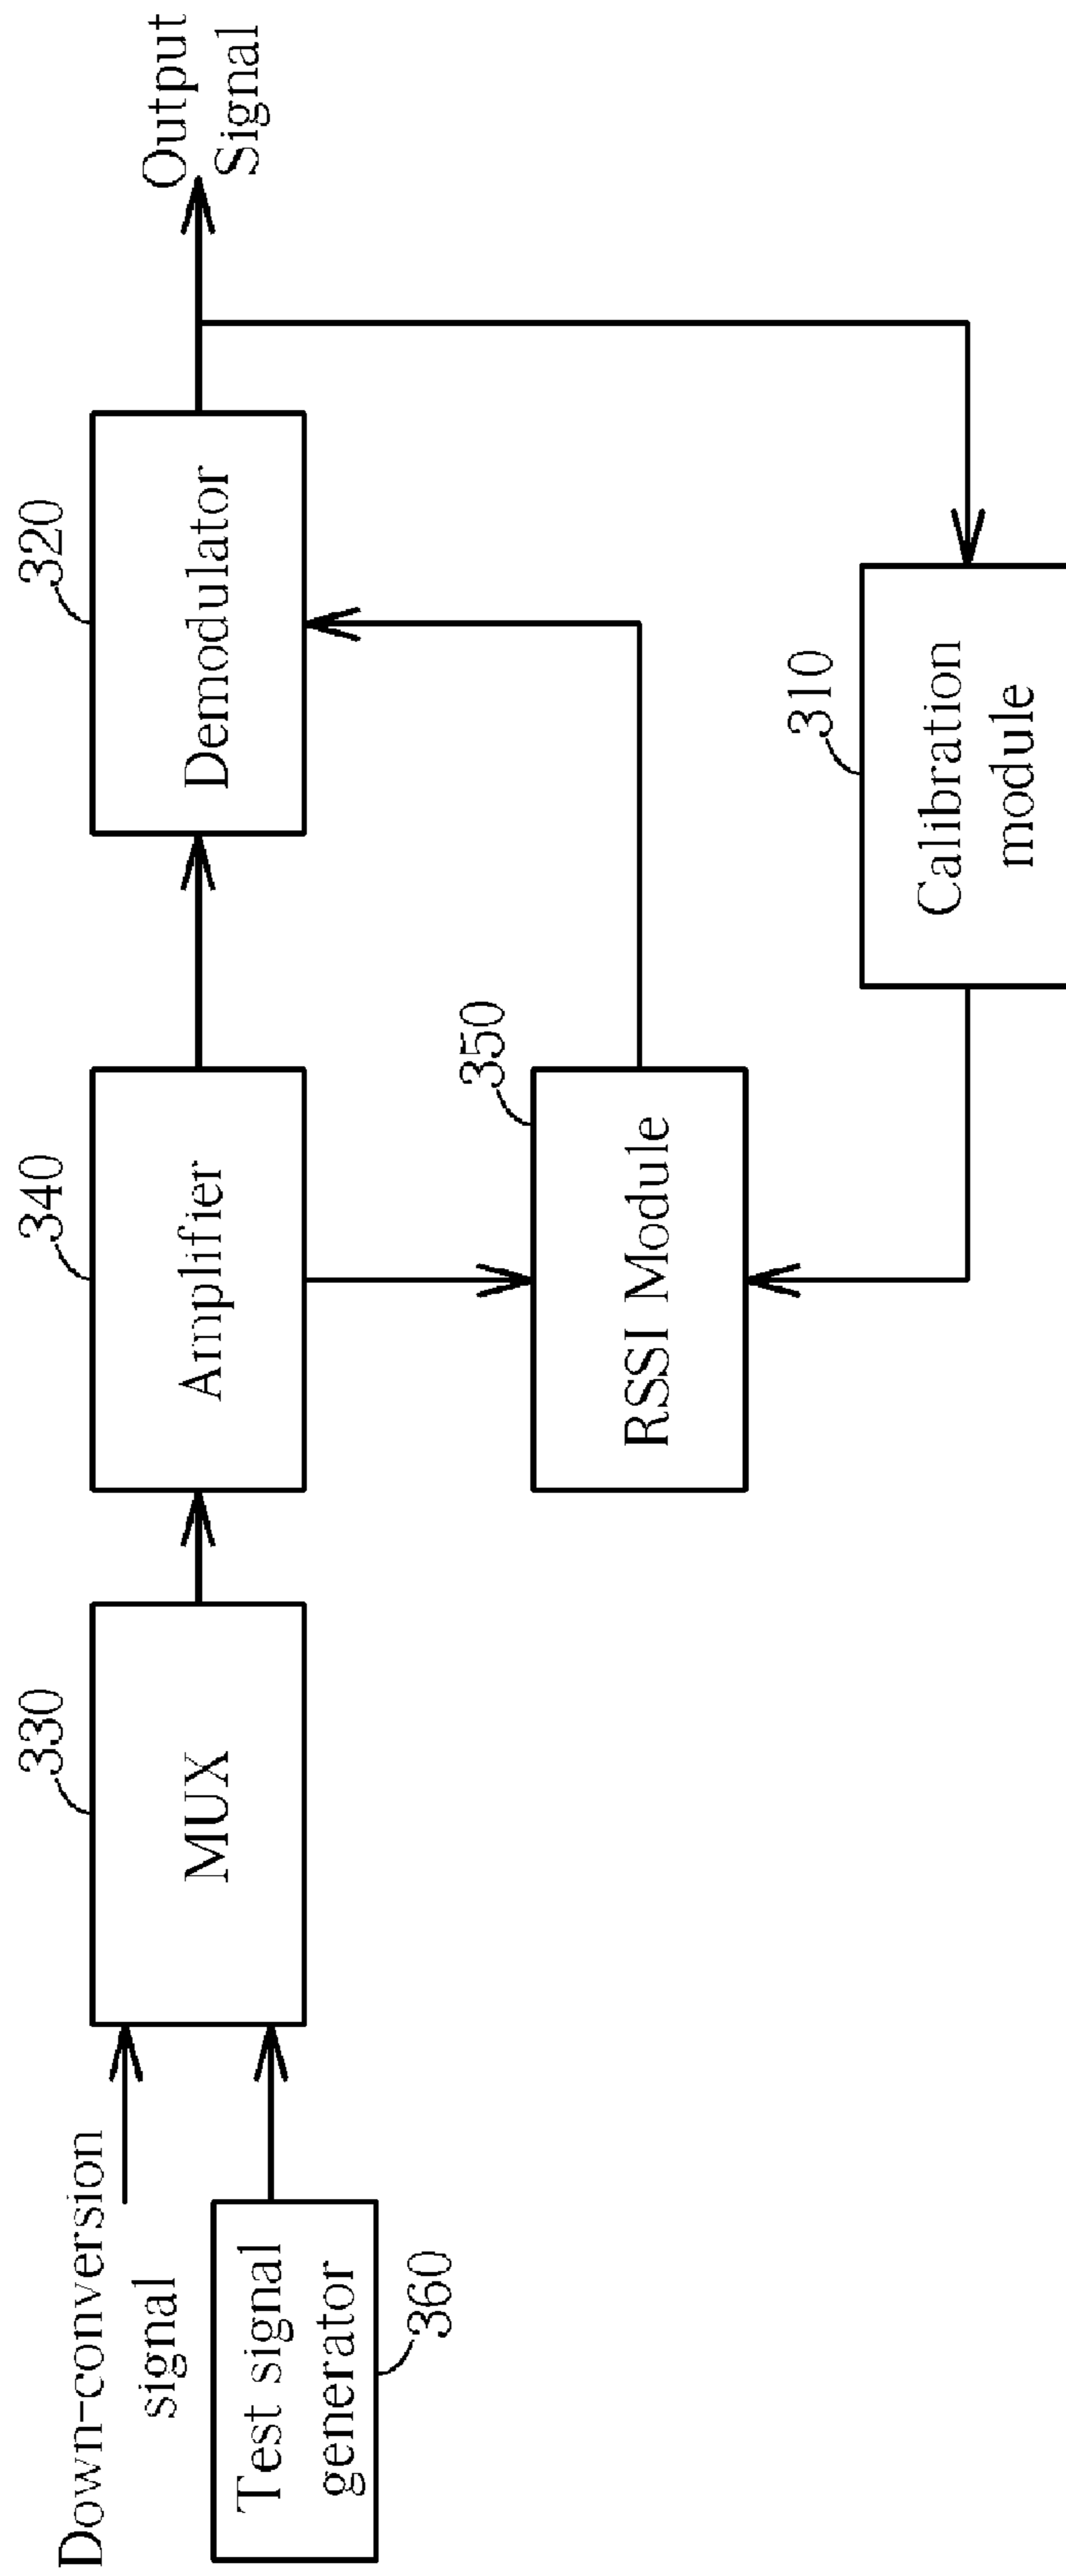 Down-conversion
signal
Test signal
generator
360
330
MUX
340
Amplifier
320
Demodulator
Output
Signal
350
RSSI Module
310
Calibration
module